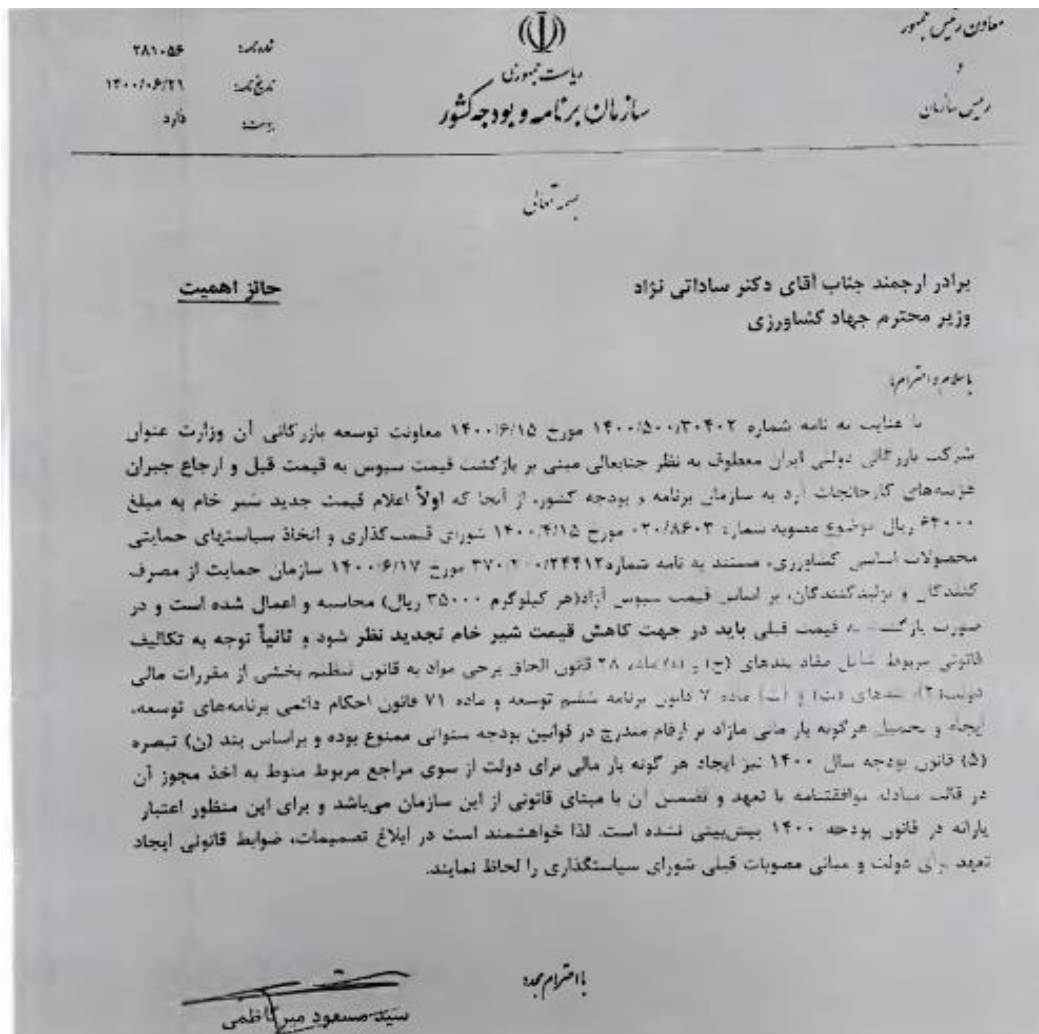 معاون رئیس جمهور
و
رئیس سازمان
ریاست جمهوری
سازمان برنامه و بودجه کشور
شماره نامه: ۲۸۱۰۵۶
تاریخ نامه: ۱۴۰۰/۰۶/۲۱
پیوست: دارد
بسمه تعالی
برادر ارجمند جناب آقای دکتر ساداتی نژاد
حائز اهمیت
وزیر محترم جهاد کشاورزی
با سلام و احترام؛
با عنایت به نامه شماره ۱۴۰۰/۵۰۰/۳۰۴۰۲ مورخ ۱۴۰۰/۶/۱۵ معاونت توسعه بازرگانی آن وزارت عنوان
شرکت بازرگانی دولتی ایران معطوف به نظر جنابعالی مبنی بر بازگشت قیمت سبوس به قیمت قبل و ارجاع جبران
هزینه‌های کارخانجات آرد به سازمان برنامه و بودجه کشور، از آنجا که اولاً اعلام قیمت جدید شیر خام به مبلغ
۶۴۰۰۰ ریال موضوع مصوبه شماره ۰۲۰/۸۶۰۳ مورخ ۱۴۰۰/۴/۱۵ شورای قیمت‌گذاری و اتخاذ سیاستهای حمایتی
محصولات اساسی کشاورزی، مستند به نامه شماره مورخ ۱۴۰۰/۶/۱۷ سازمان حمایت از مصرف
کنندگان و تولیدکنندگان، بر اساس قیمت سبوس آزاد(هر کیلوگرم ۳۵۰۰۰ ریال) محاسبه و اعمال شده است و در
صورت بازگشت به قیمت قبلی باید در جهت کاهش قیمت شیر خام تجدید نظر شود و ثانیاً توجه به تکالیف
قانونی مربوط شامل مفاد بندهای (ج) و ماده ۲۸ قانون الحاق برخی مواد به قانون تنظیم بخشی از مقررات مالی
دولت(۲)، بندهای و ماده ۷ قانون برنامه ششم توسعه و ماده ۷۱ قانون احکام دائمی برنامه‌های توسعه،
ایجاد و تحمیل هرگونه بار مالی مازاد بر ارقام مندرج در قوانین بودجه سنواتی ممنوع بوده و براساس بند (ن) تبصره
(۵) قانون بودجه سال ۱۴۰۰ نیز ایجاد هر گونه بار مالی برای دولت از سوی مراجع مربوط منوط به اخذ مجوز آن
در قالب مبادله موافقتنامه یا تعهد و تضمین آن با مبنای قانونی از این سازمان می‌باشد و برای این منظور اعتبار
یارانه در قانون بودجه ۱۴۰۰ پیش‌بینی نشده است. لذا خواهشمند است در ابلاغ تصمیمات، ضوابط قانونی ایجاد
تعهد برای دولت و مبانی مصوبات قبلی شورای سیاستگذاری را لحاظ نمایند.
با احترام مجدد
سیّد مسعود میرکاظمی